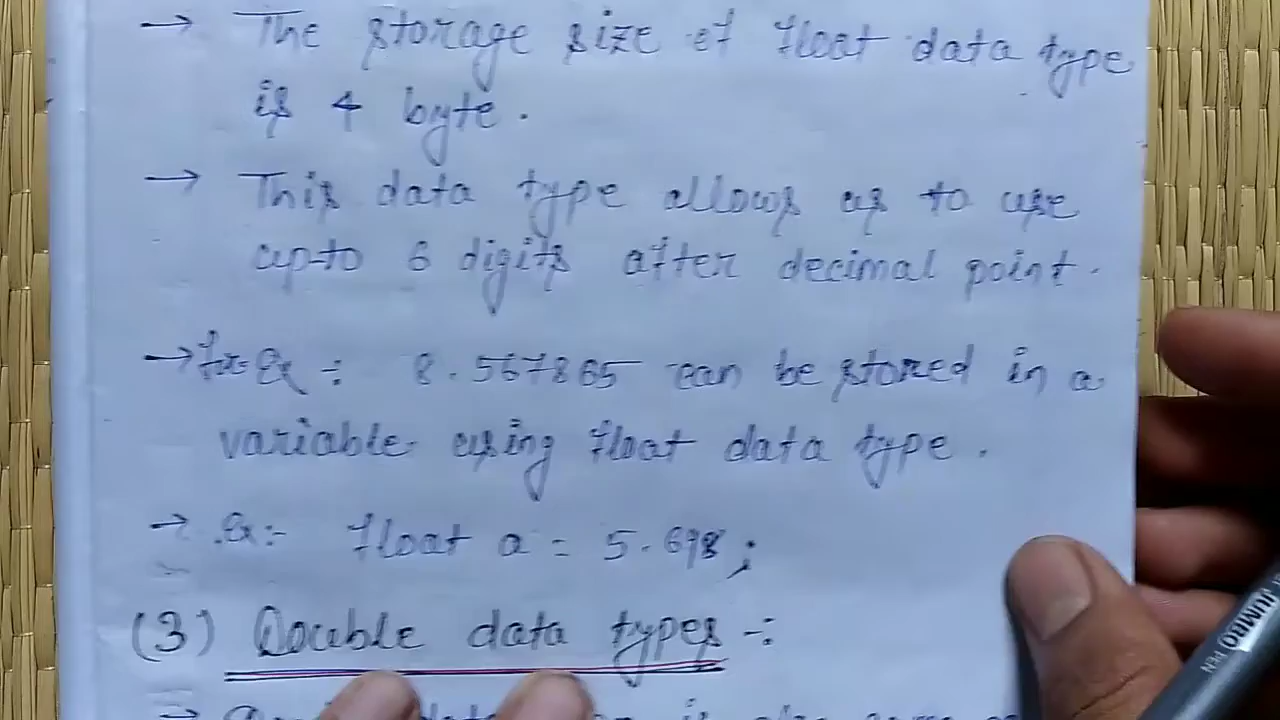 → The storage size of float data type
is 4 byte.
→ This data type allows us to use
upto 6 digits after decimal point.
→ for Ex : 8.567865 can be stored in a
variable using float data type.
→ Ex:- float a = 5.698;
(3) Double data types -:
JUMBO PEN